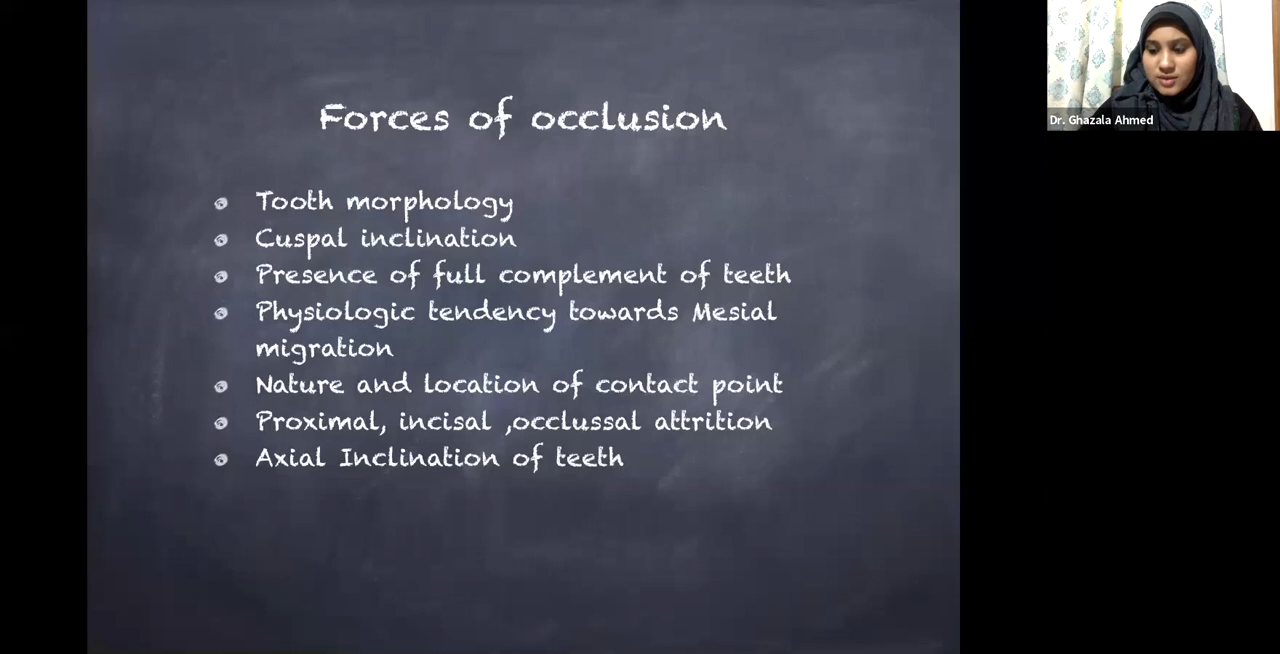 Forces of occlusion
Tooth morphology
Cuspal inclination
Presence of full complement of teeth
Physiologic tendency towards Mesial
migration
Nature and location of contact point
Proximal, incisal ,occlussal attrition
Axial Inclination of teeth
Dr. Ghazala Ahmed